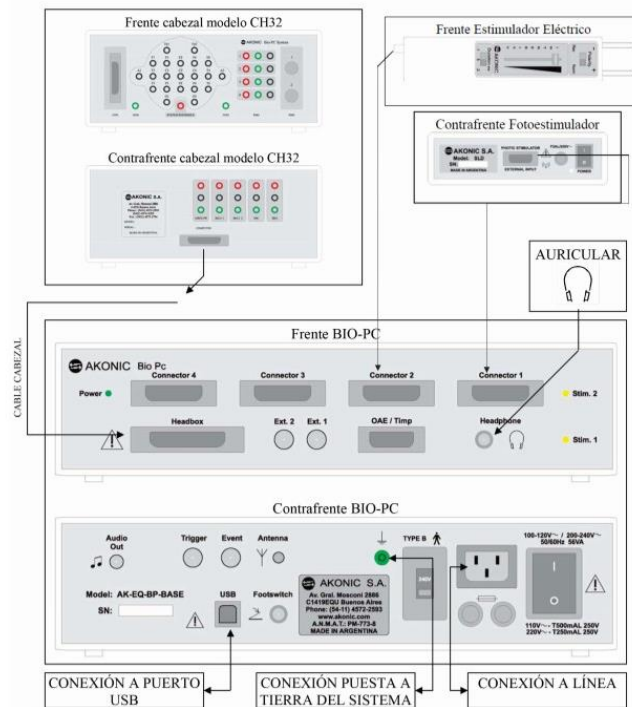 Frente cabezal modelo CH32
AKONIC Bio-PC System
Frente Estimulador Eléctrico
AKONIC
Contrafrente Fotoestimulador
AKONIC S.A.
Model: SLD
SN:
MADE IN ARGENTINA
PHOTIC STIMULATOR
EXTERNAL INPUT
POWER
Contrafrente cabezal modelo CH32
AKONIC S.A.
AURICULAR
CABLE CABEZAL
Frente BIO-PC
AKONIC Bio Pc
Connector 4
Connector 3
Connector 2
Connector 1
Power
Stim. 2
Headbox
Ext. 2
Ext. 1
OAE / Timp
Headphone
Stim. 1
Contrafrente BIO-PC
Audio
Out
Trigger
Event
Antenna
TYPE B
100-120V~ / 200-240V~
50/60Hz 56VA
Model: AK-EQ-BP-BASE
SN:
USB
Footswitch
AKONIC S.A.
Av. Gral. Mosconi 2686
C1419EQU Buenos Aires
Phone: (54-11) 4572-2593
www.akonic.com
A.N.M.A.T.: PM-773-8
MADE IN ARGENTINA
110V~ - T500mAL 250V
220V~ - T250mAL 250V
CONEXIÓN A PUERTO
USB
CONEXIÓN PUESTA A
TIERRA DEL SISTEMA
CONEXIÓN A LÍNEA